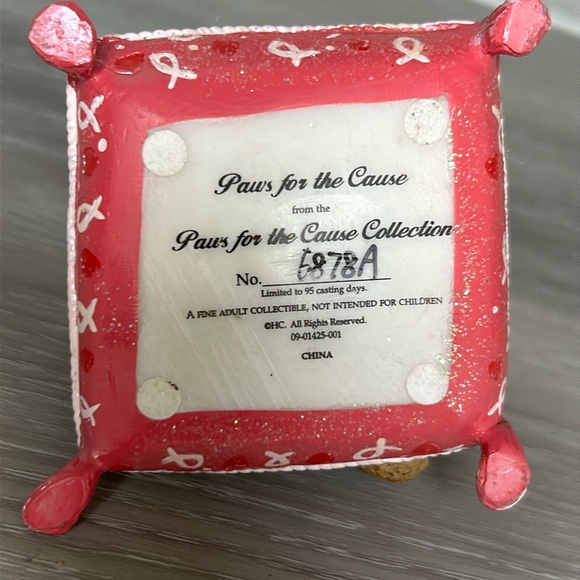 Paws for the Cause
from the
Paws for the Cause Collection
No. 6878A
Limited to 95 casting days.
A FINE ADULT COLLECTIBLE, NOT INTENDED FOR CHILDREN
©HC. All Rights Reserved.
09-01425-001
CHINA